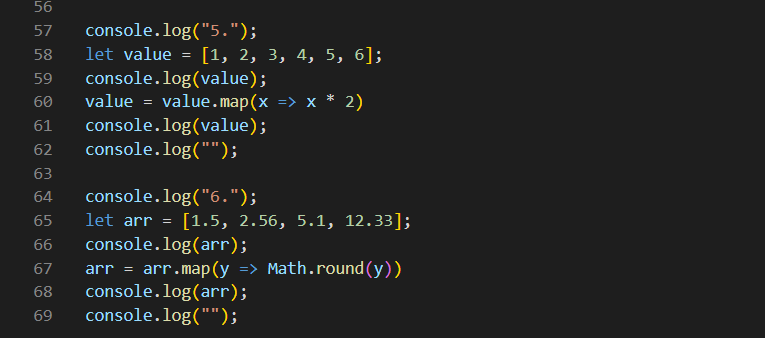 56
57 console.log("5.");
58 let value = [1, 2, 3, 4, 5, 6];
59 console.log(value);
60 value = value.map(x => x * 2)
61 console.log(value);
62 console.log("");
63
64 console.log("6.");
65 let arr = [1.5, 2.56, 5.1, 12.33];
66 console.log(arr);
67 arr = arr.map(y => Math.round(y))
68 console.log(arr);
69 console.log("");